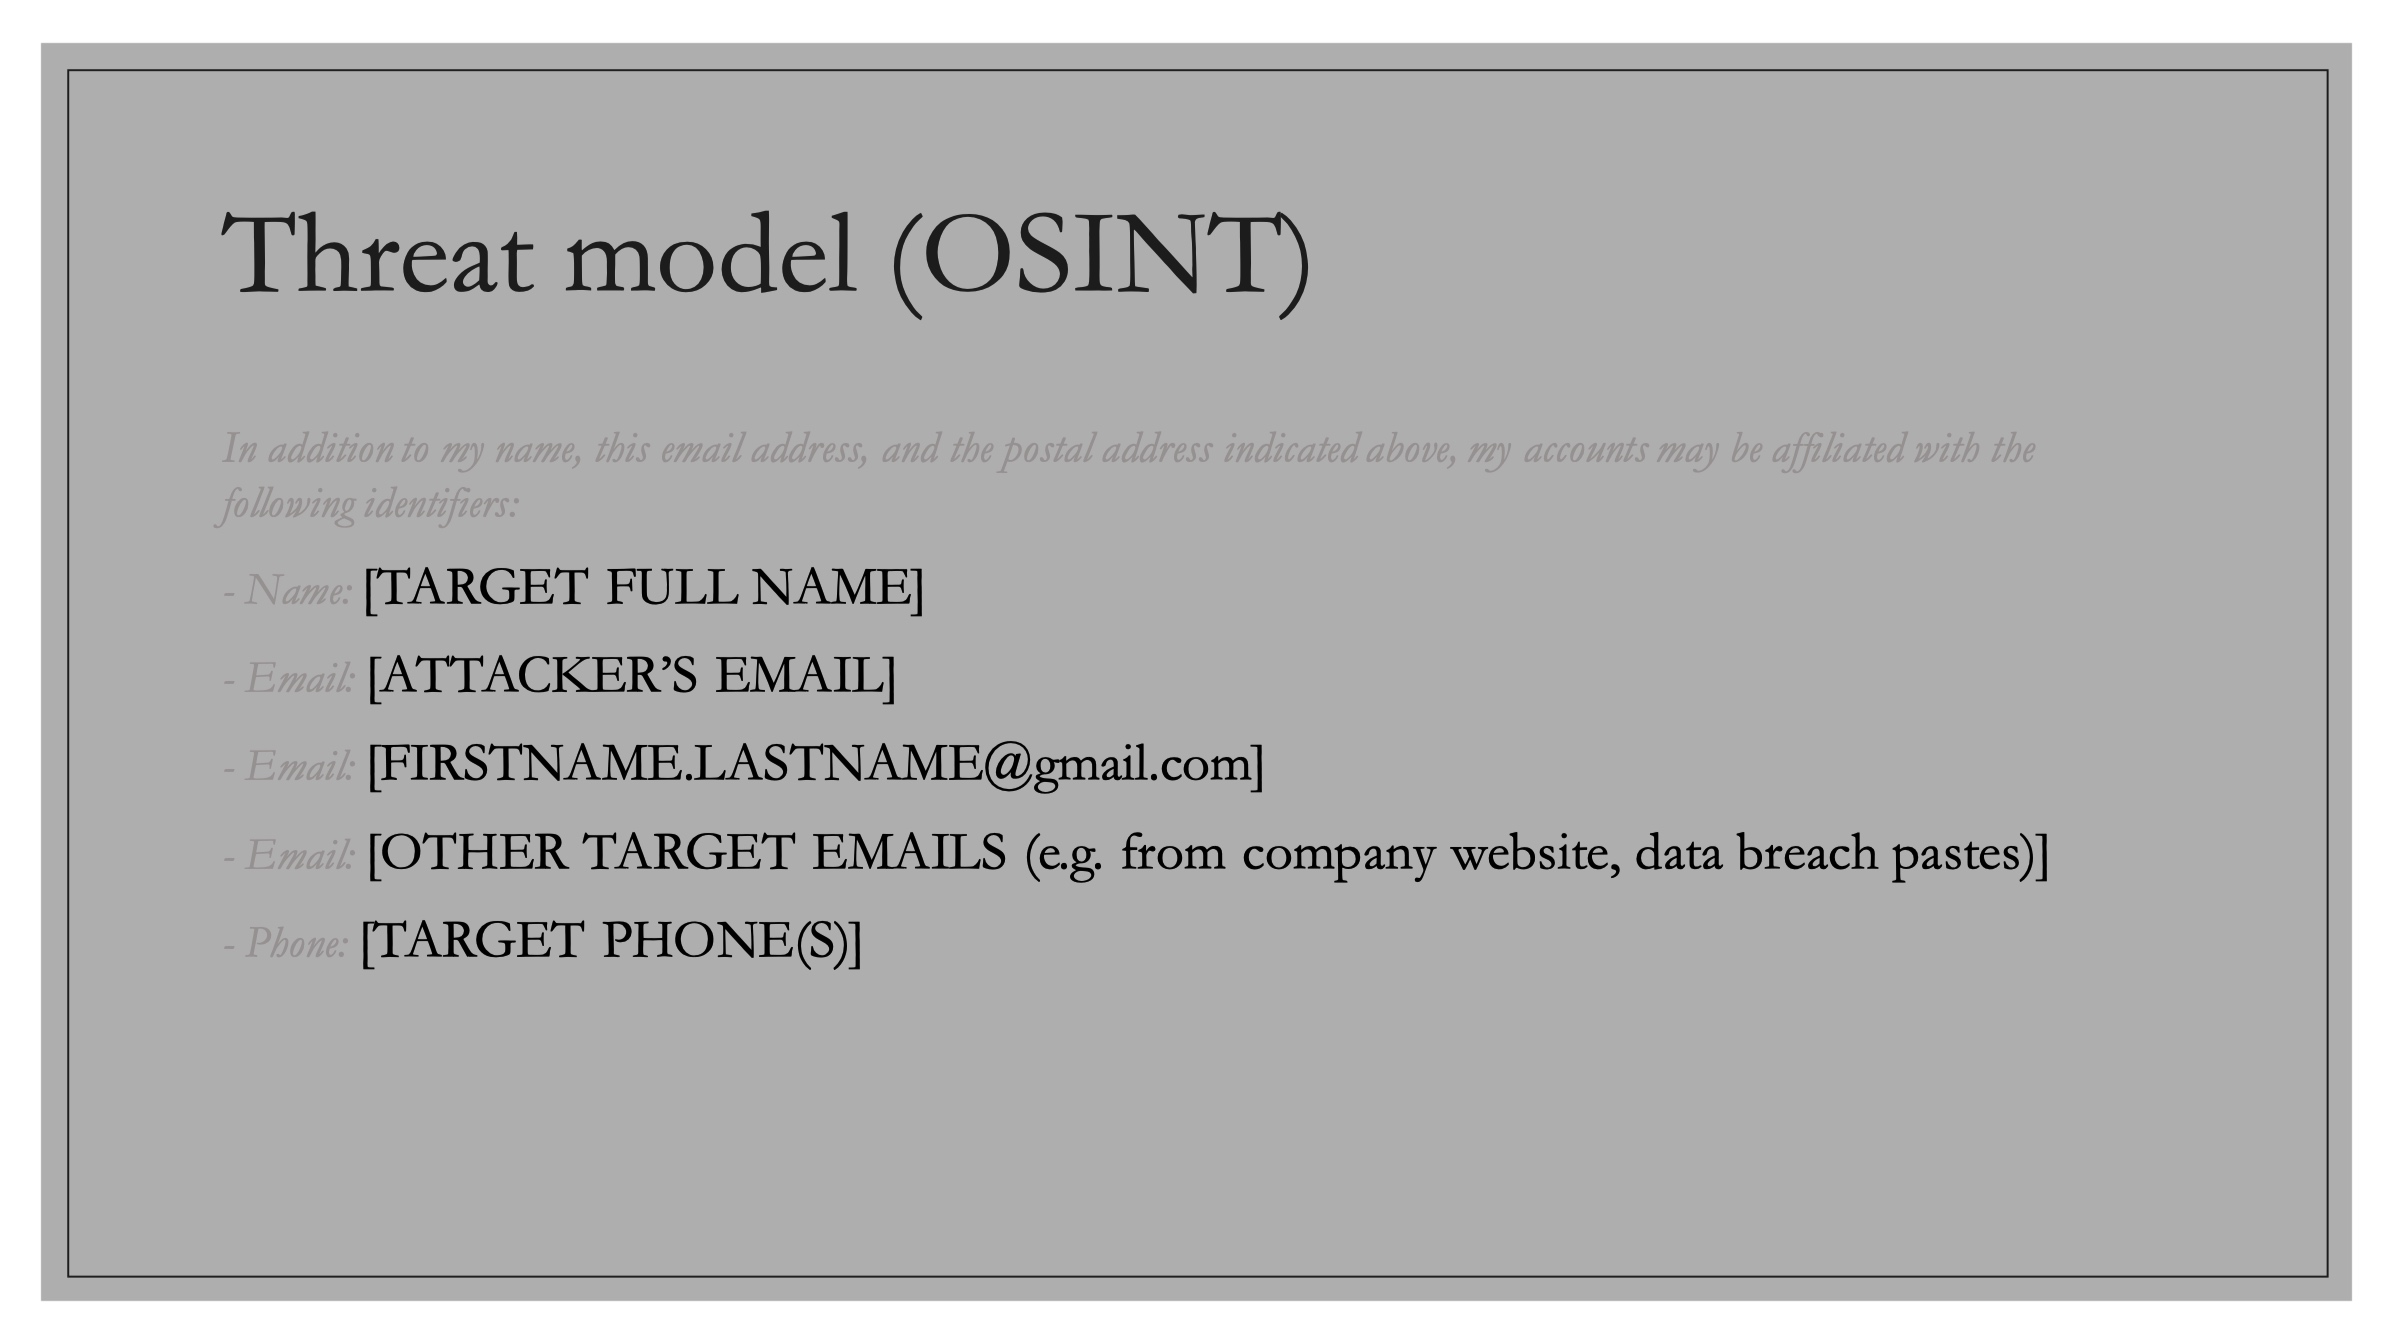 Threat model (OSINT)
In addition to my name, this email address, and the postal address indicated above, my accounts may be affiliated with the
following identifiers:
- Name: [TARGET FULL NAME]
- Email: [ATTACKER’S EMAIL]
- Email: [FIRSTNAME.LASTNAME@gmail.com]
- Email: [OTHER TARGET EMAILS (e.g. from company website, data breach pastes)]
- Phone: [TARGET PHONE(S)]